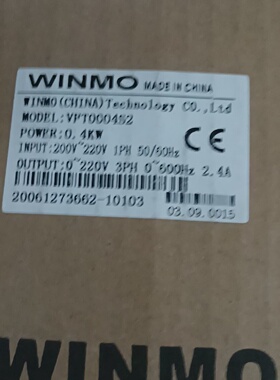 WINMO MADE IN CHINA
WINMO(CHINA)Technology CO.,Ltd
MODEL:VPT0004S2
POWER:0.4KW
CE
INPUT:200V~220V 1PH 50/60Hz
OUTPUT:0~220V 3PH 0~600Hz 2.4A
20061273662-10103
03.09.0015
WINMO